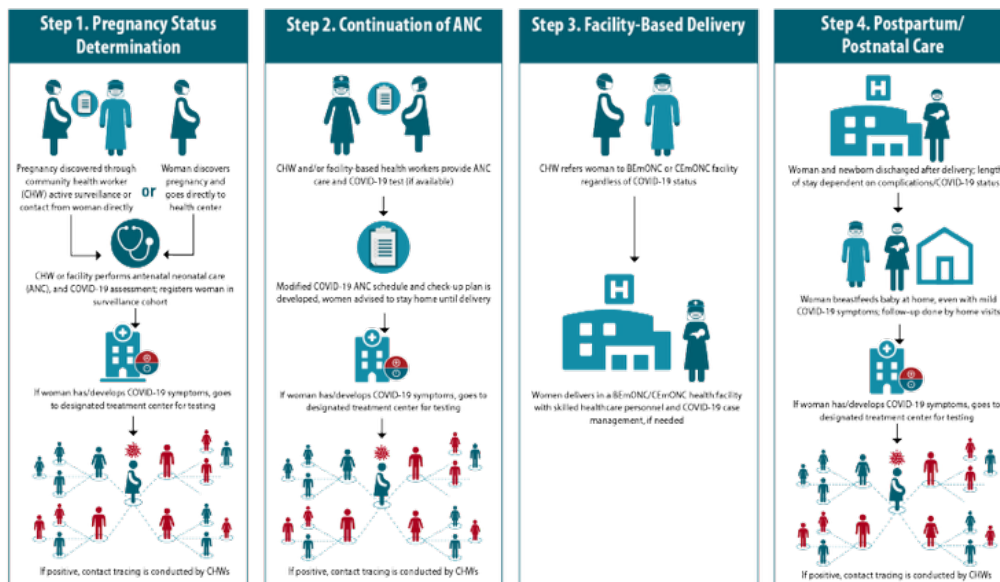 Step 1. Pregnancy Status
Determination
Pregnancy discovered through
community health worker
(CHW) active surveillance or
contact from woman directly
or
Woman discovers
pregnancy and
goes directly to
health center
CHW or facility performs antenatal neonatal care
(ANC), and COVID-19 assessment; registers woman in
surveillance cohort
If woman has/develops COVID-19 symptoms, goes
to designated treatment center for testing
If positive, contact tracing is conducted by CHWs
Step 2. Continuation of ANC
CHW and/or facility-based health workers provide ANC
care and COVID-19 test (if available)
Modified COVID-19 ANC schedule and check-up plan is
developed, women advised to stay home until delivery
If woman has/develops COVID-19 symptoms, goes to
designated treatment center for testing
If positive, contact tracing is conducted by CHWs
Step 3. Facility-Based Delivery
CHW refers woman to BEmONC or CEmONC facility
regardless of COVID-19 status
H
Women delivers in a BEmDNC/CEmONC health facility
with skilled healthcare personnel and COVID-19 case
management, if needed
Step 4. Postpartum/
Postnatal Care
H
Woman and newborn discharged after delivery; length
of stay dependent on complications/COVID-19 status
Woman breastfeeds baby at home, even with mild
COVID-19 symptoms; follow-up done by home visits
If woman has/develops COVID-19 symptoms, goes to
designated treatment center for testing
If positive, contact tracing is conducted by CHWs